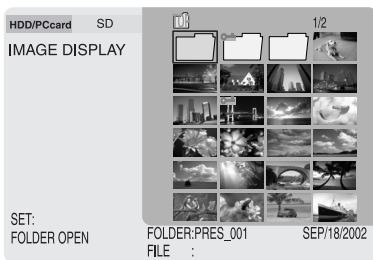 HDD/PCcard SD 1/2
IMAGE DISPLAY
SET:
FOLDER OPEN
FOLDER:PRES_001 SEP/18/2002
FILE :